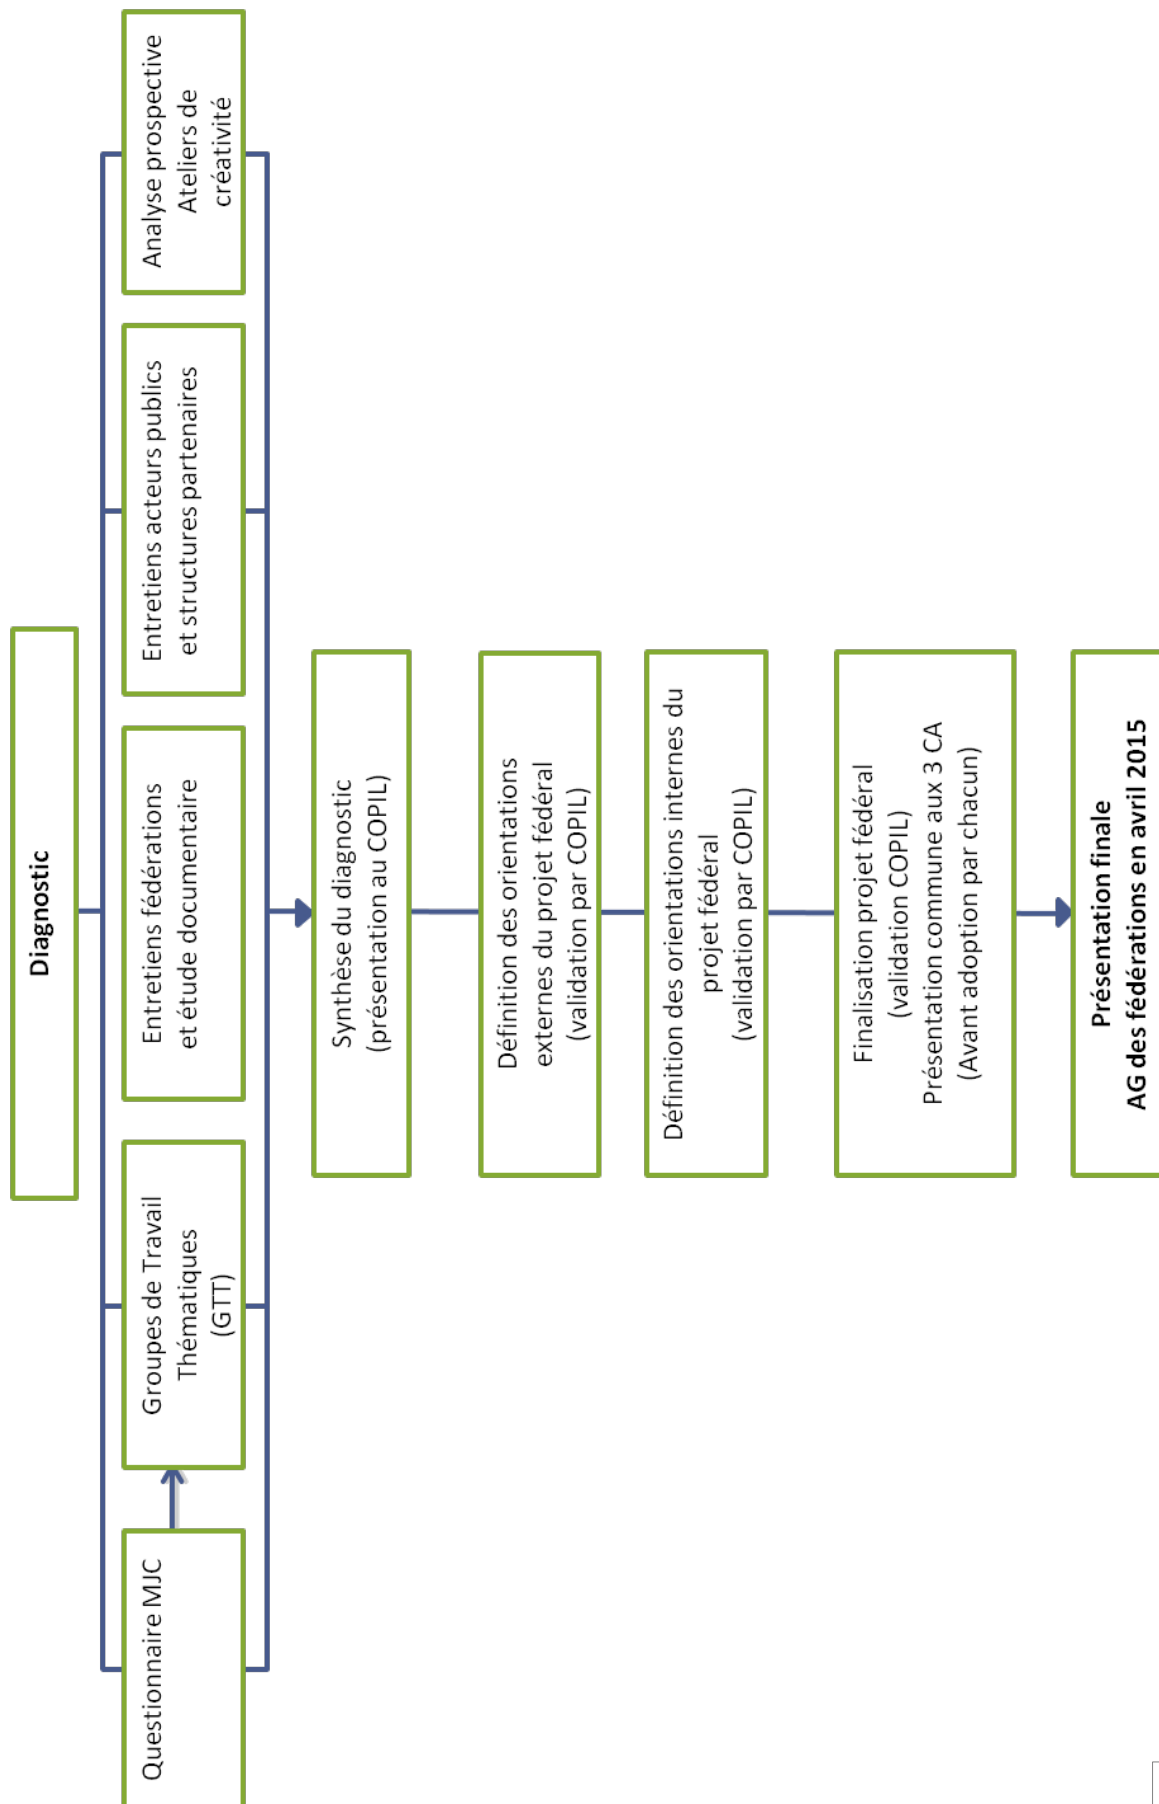 Diagnostic
Questionnaire MJC
Groupes de Travail
Thématiques
(GTT)
Entretiens fédérations
et étude documentaire
Entretiens acteurs publics
et structures partenaires
Analyse prospective
Ateliers de
créativité
Synthèse du diagnostic
(présentation au COPIL)
Définition des orientations
externes du projet fédéral
(validation par COPIL)
Définition des orientations internes du
projet fédéral
(validation par COPIL)
Finalisation projet fédéral
(validation COPIL)
Présentation commune aux 3 CA
(Avant adoption par chacun)
Présentation finale
AG des fédérations en avril 2015